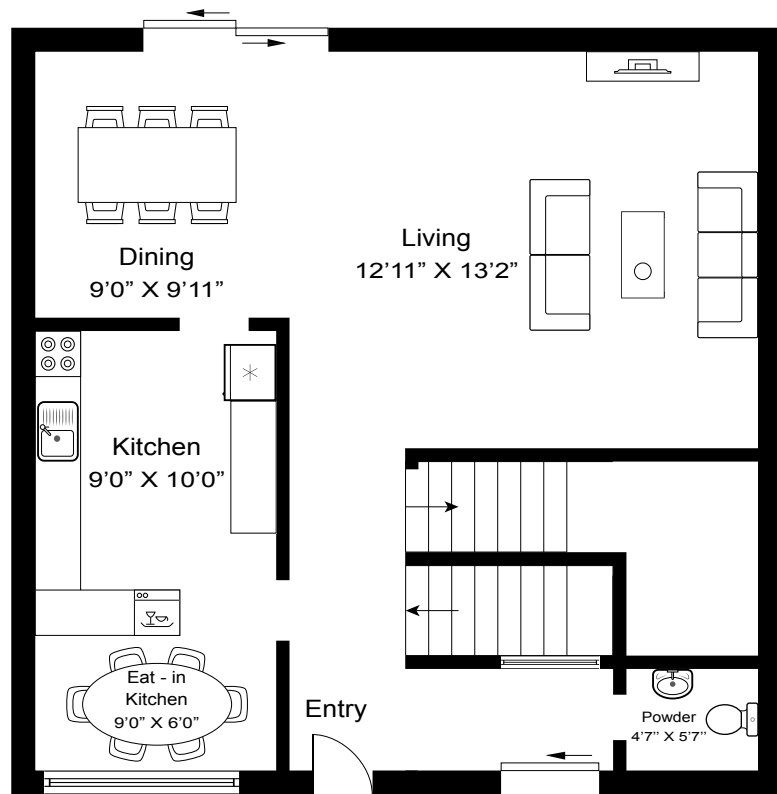 Dining
9’0” X 9’11”
Living
12’11” X 13’2”
Kitchen
9’0” X 10’0”
Eat - in
Kitchen
9’0” X 6’0”
Entry
Powder
4’7’’ X 5’7’’